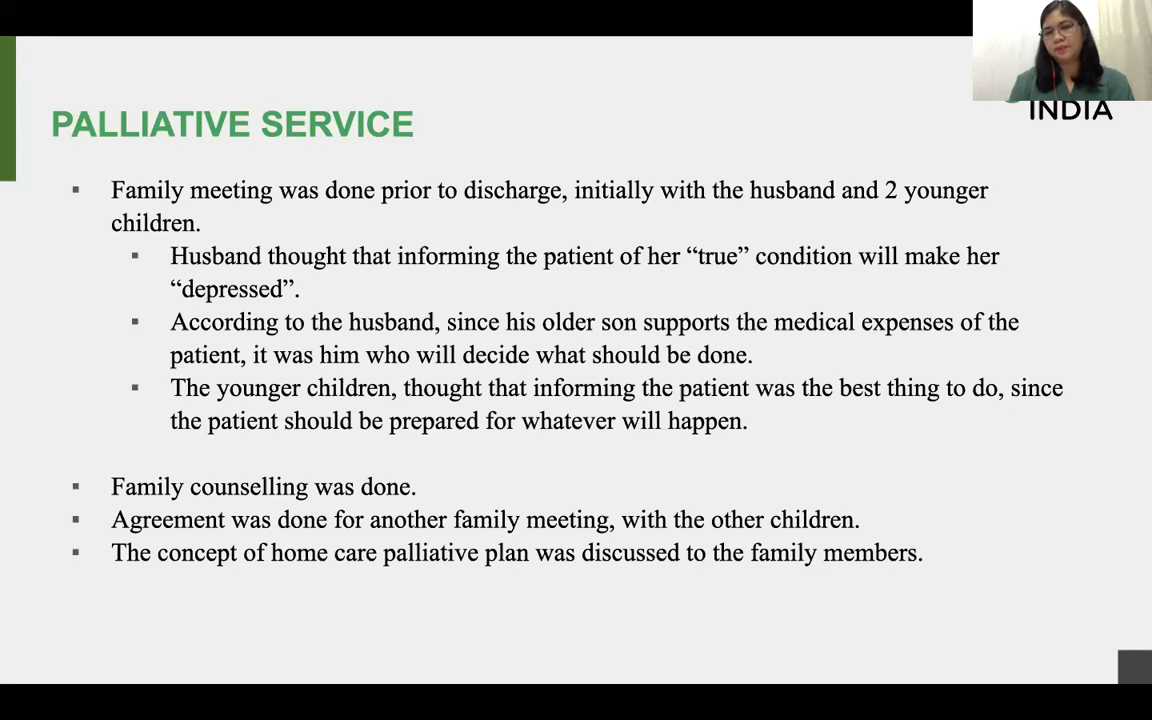 INDIA
PALLIATIVE SERVICE
▪ Family meeting was done prior to discharge, initially with the husband and 2 younger
children.
▪ Husband thought that informing the patient of her “true” condition will make her
“depressed”.
▪ According to the husband, since his older son supports the medical expenses of the
patient, it was him who will decide what should be done.
▪ The younger children, thought that informing the patient was the best thing to do, since
the patient should be prepared for whatever will happen.
▪ Family counselling was done.
▪ Agreement was done for another family meeting, with the other children.
▪ The concept of home care palliative plan was discussed to the family members.